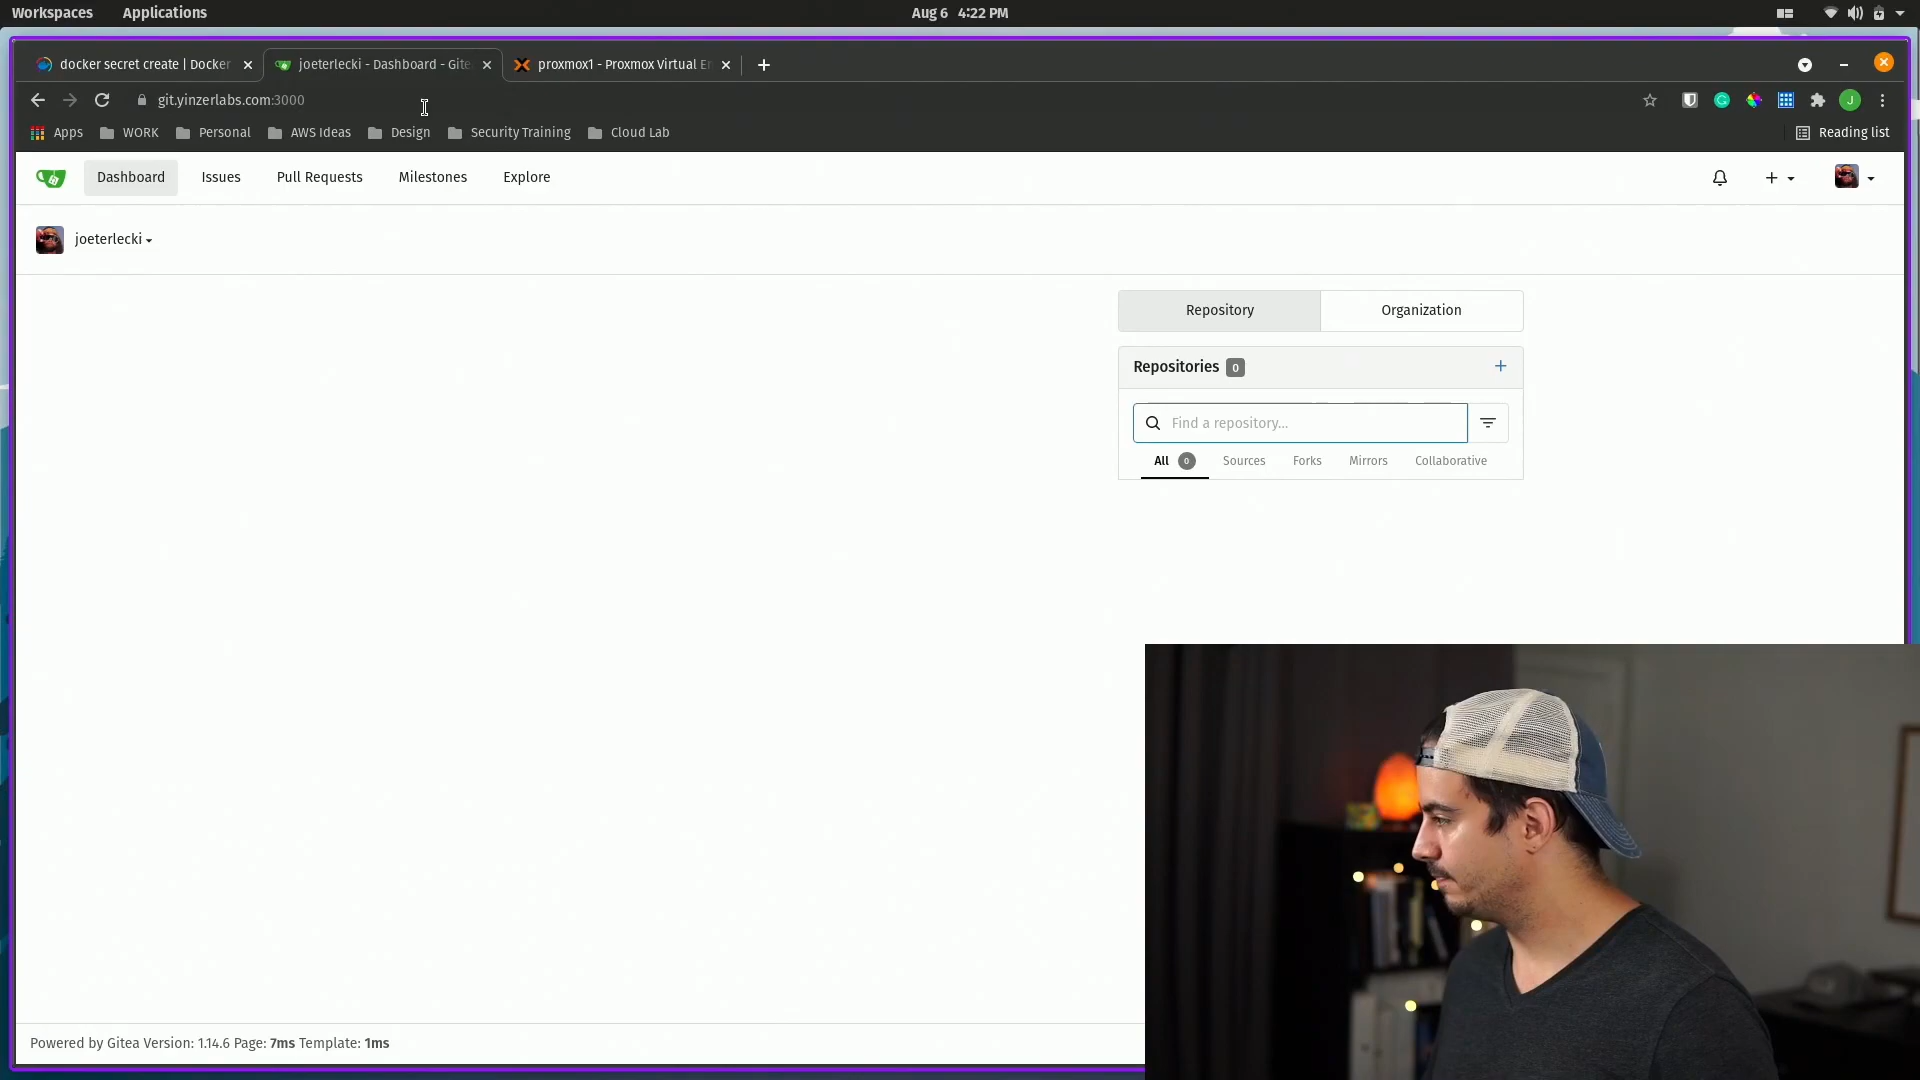 Workspaces Applications Aug 6 4:22 PM
docker secret create | Docker joeterlecki - Dashboard - Gite proxmox1 - Proxmox Virtual En
git.yinzerlabs.com:3000 J
Apps WORK Personal AWS Ideas Design Security Training Cloud Lab Reading list
Dashboard Issues Pull Requests Milestones Explore
joeterlecki
Repository Organization
Repositories 0
Find a repository...
All 0 Sources Forks Mirrors Collaborative
Powered by Gitea Version: 1.14.6 Page: 7ms Template: 1ms